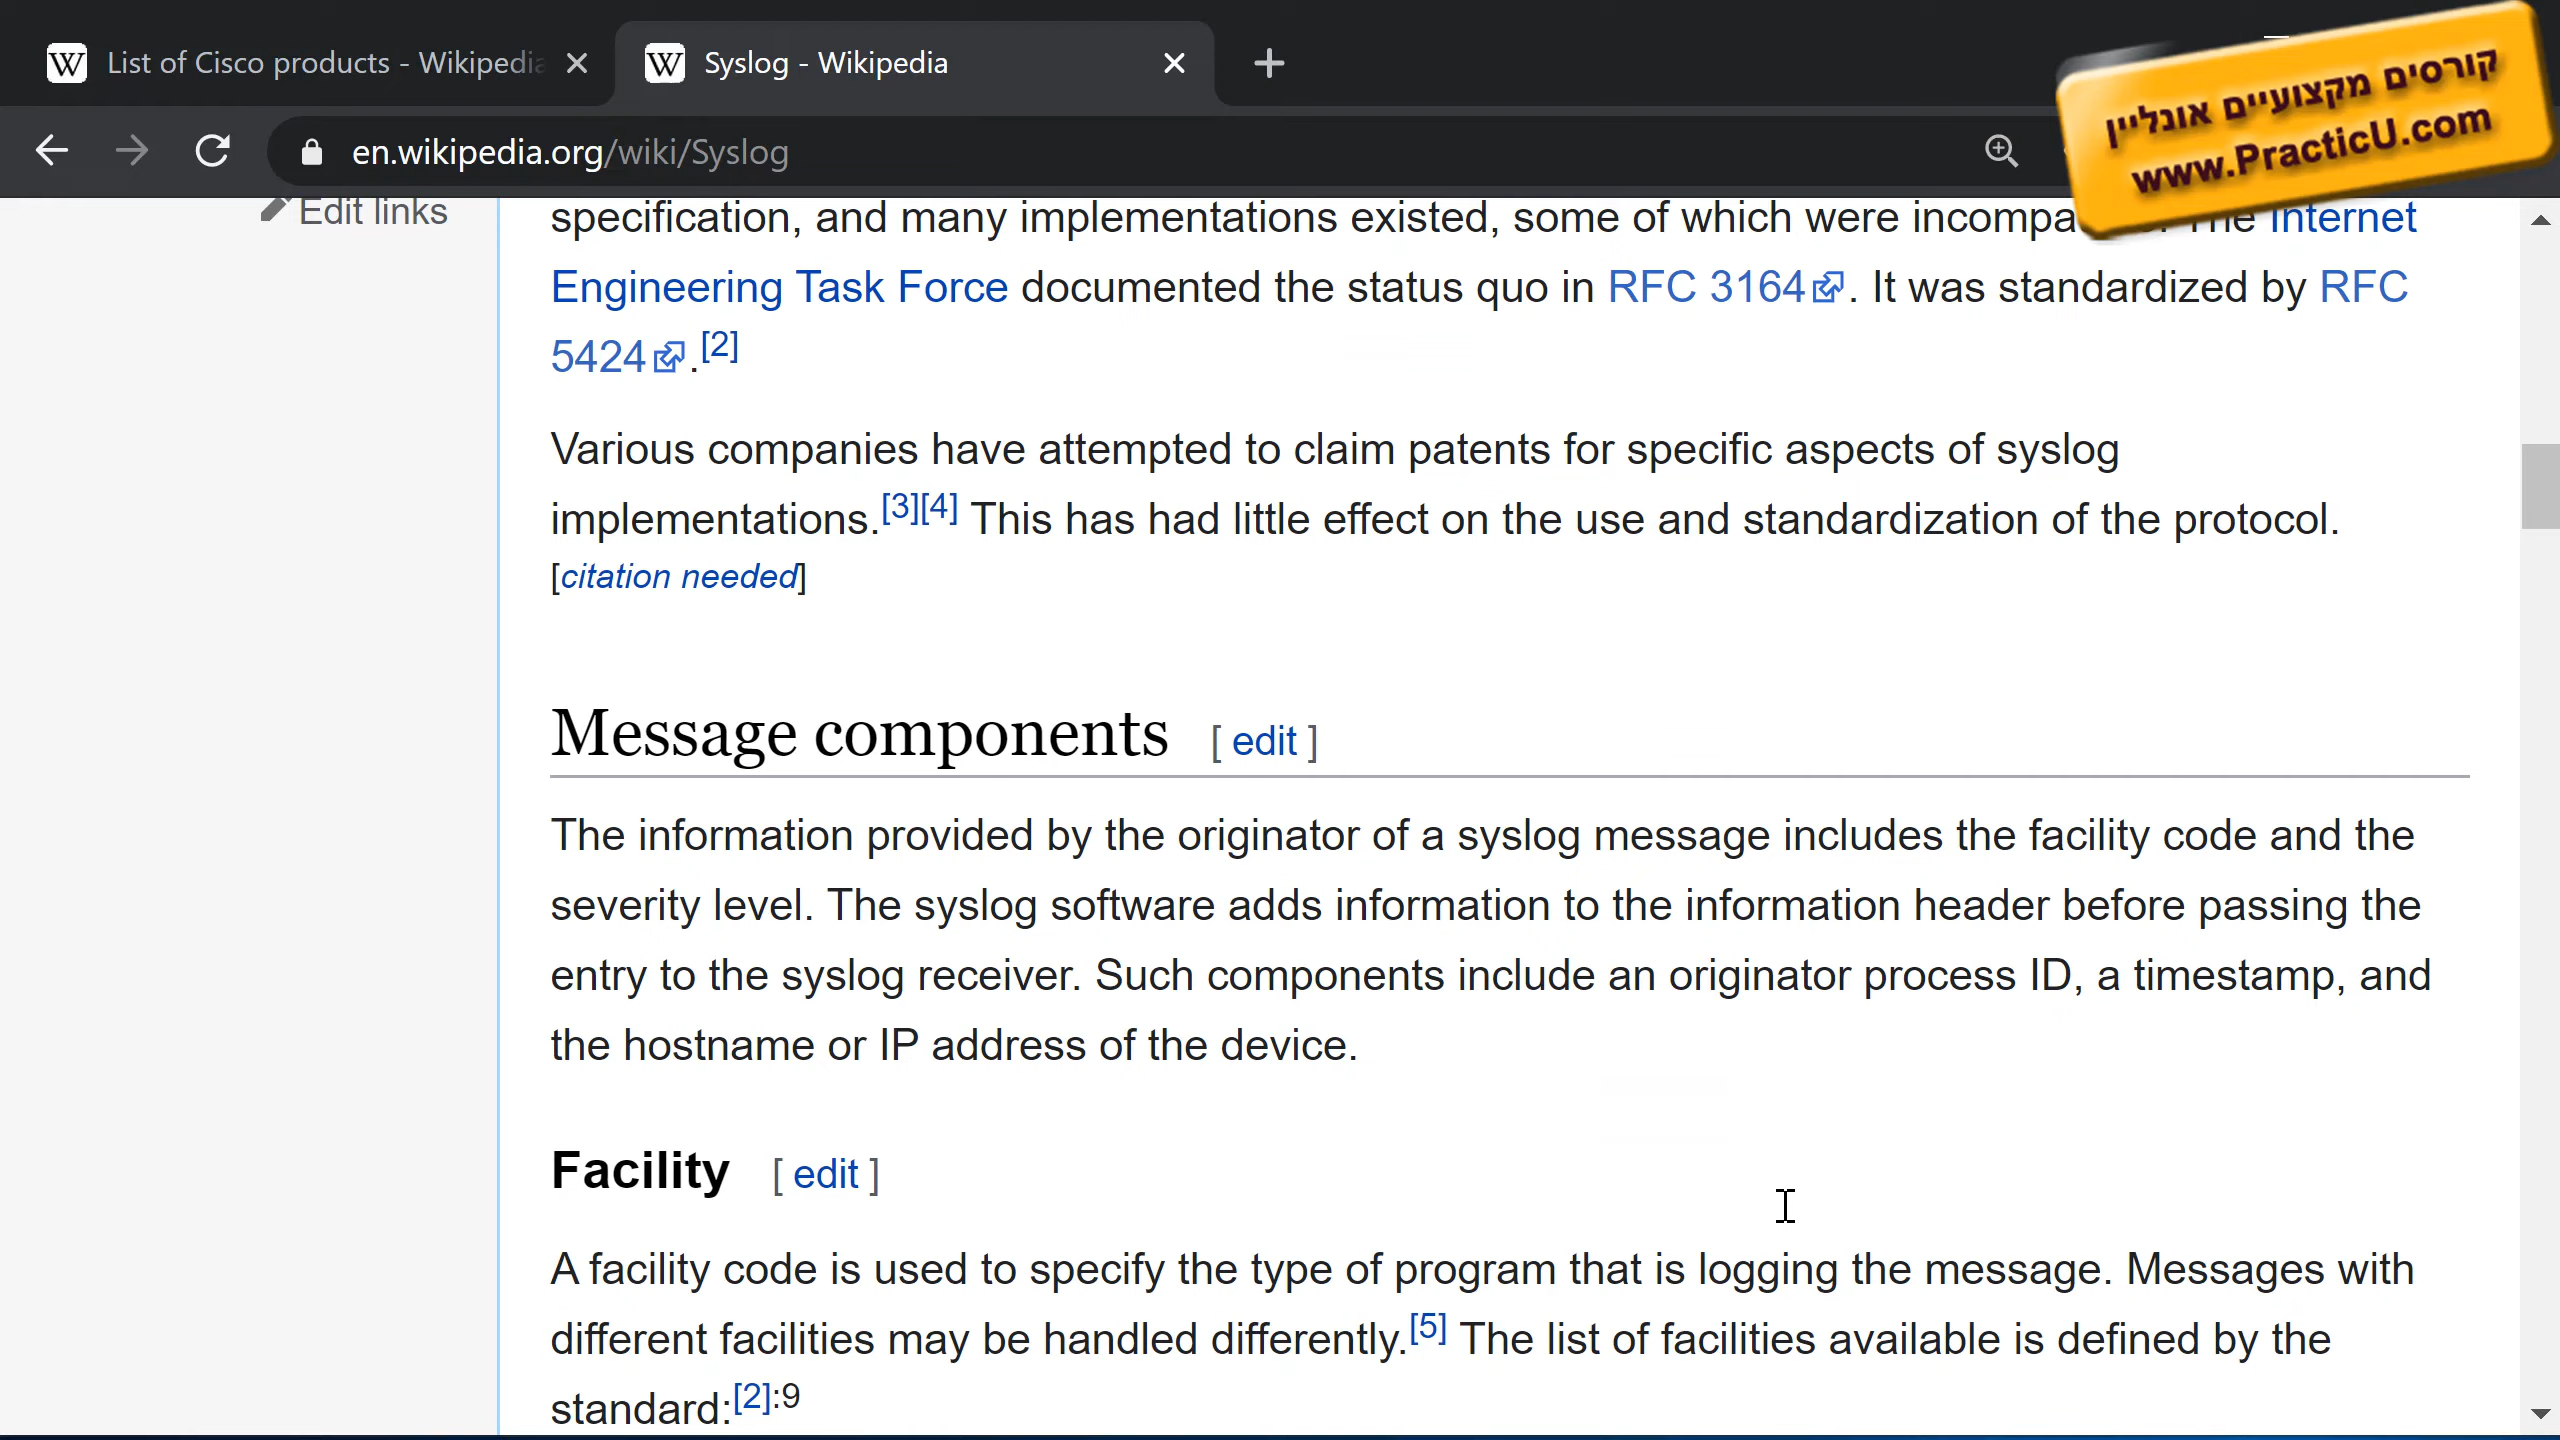 List of Cisco products - Wikipedia
Syslog - Wikipedia
en.wikipedia.org/wiki/Syslog
קורסים מקצועיים אונליין
www.PracticU.com
Edit links
specification, and many implementations existed, some of which were incompa The Internet
Engineering Task Force documented the status quo in RFC 3164. It was standardized by RFC
5424.[2]
Various companies have attempted to claim patents for specific aspects of syslog
implementations.[3][4] This has had little effect on the use and standardization of the protocol.
[citation needed]
Message components [ edit ]
The information provided by the originator of a syslog message includes the facility code and the
severity level. The syslog software adds information to the information header before passing the
entry to the syslog receiver. Such components include an originator process ID, a timestamp, and
the hostname or IP address of the device.
Facility [ edit ]
A facility code is used to specify the type of program that is logging the message. Messages with
different facilities may be handled differently.[5] The list of facilities available is defined by the
standard:[2]:9